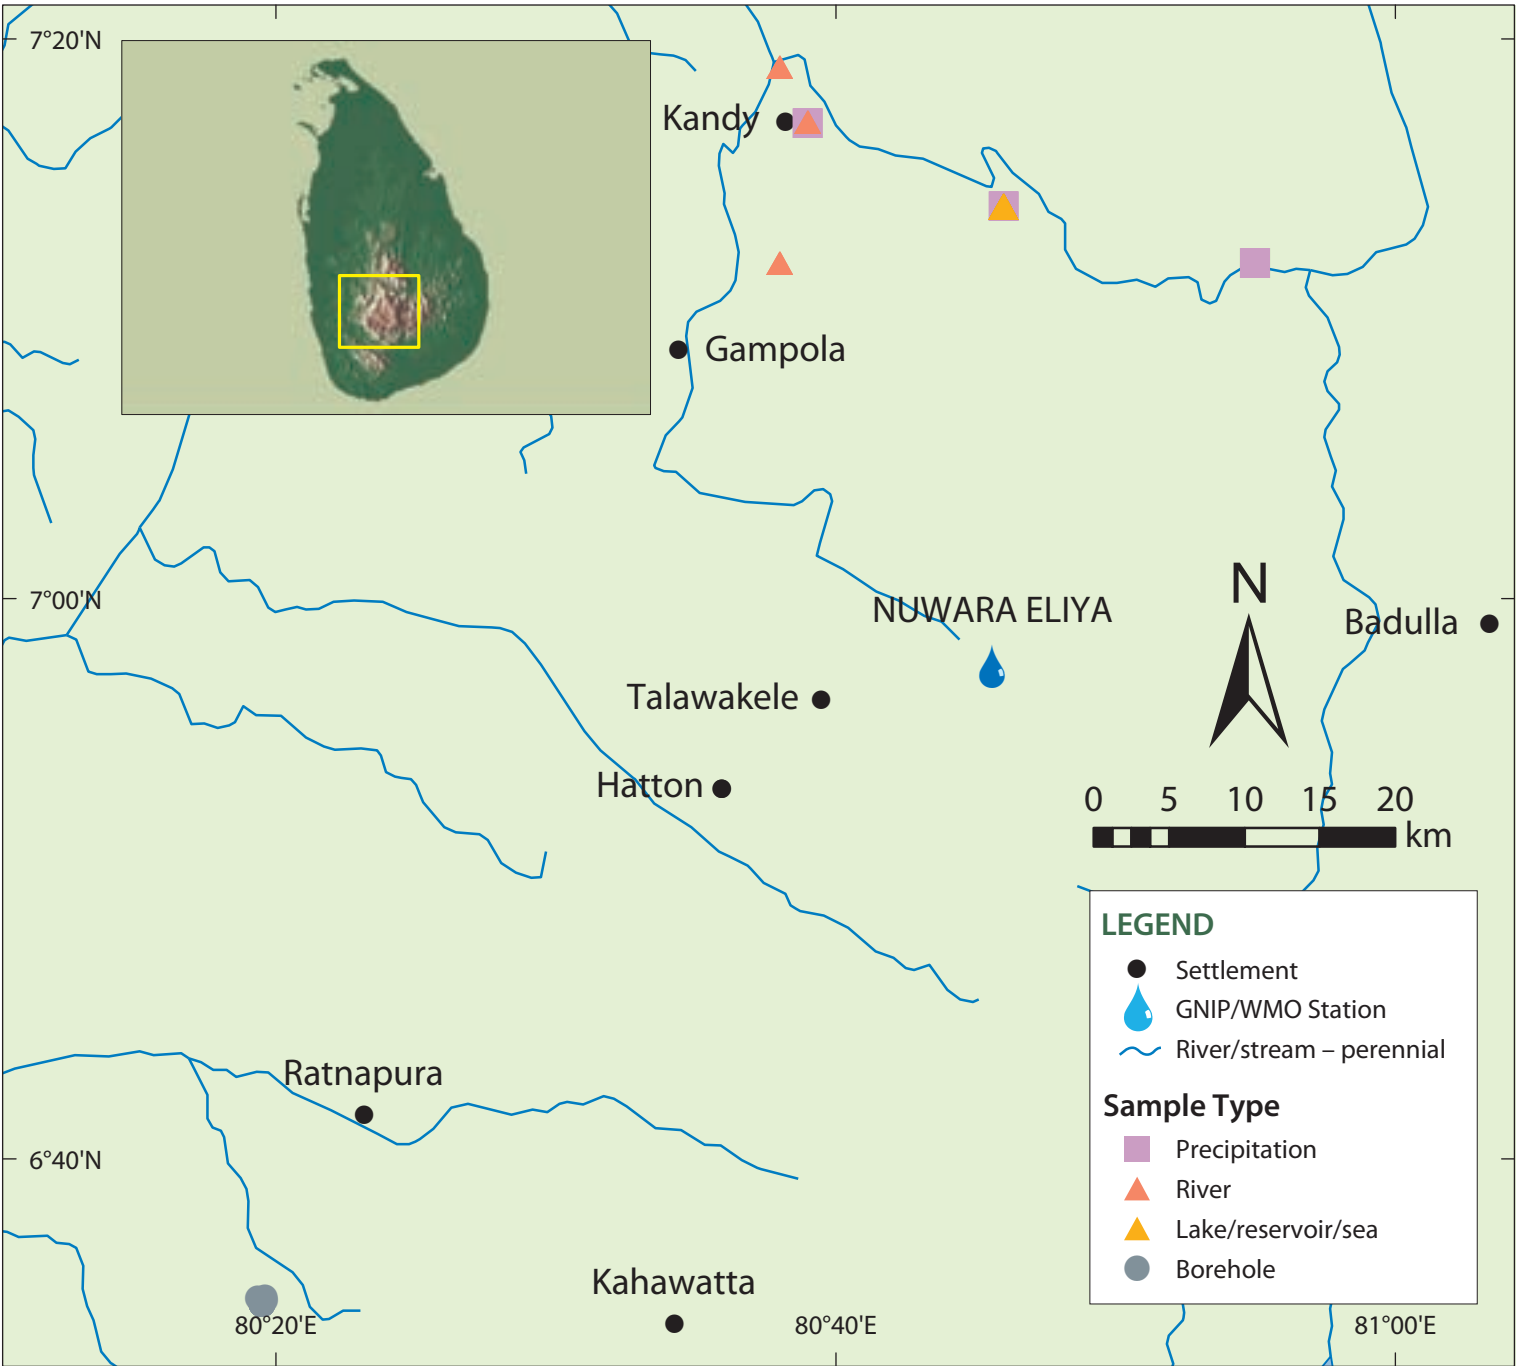 7°20'N
Kandy
Gampola
7°00'N
NUWARA ELIYA
N
Badulla
Talawakele
Hatton
0 5 10 15 20
km
LEGEND
Settlement
GNIP/WMO Station
River/stream – perennial
Sample Type
Precipitation
River
Lake/reservoir/sea
Borehole
Ratnapura
6°40'N
Kahawatta
80°20'E
80°40'E
81°00'E